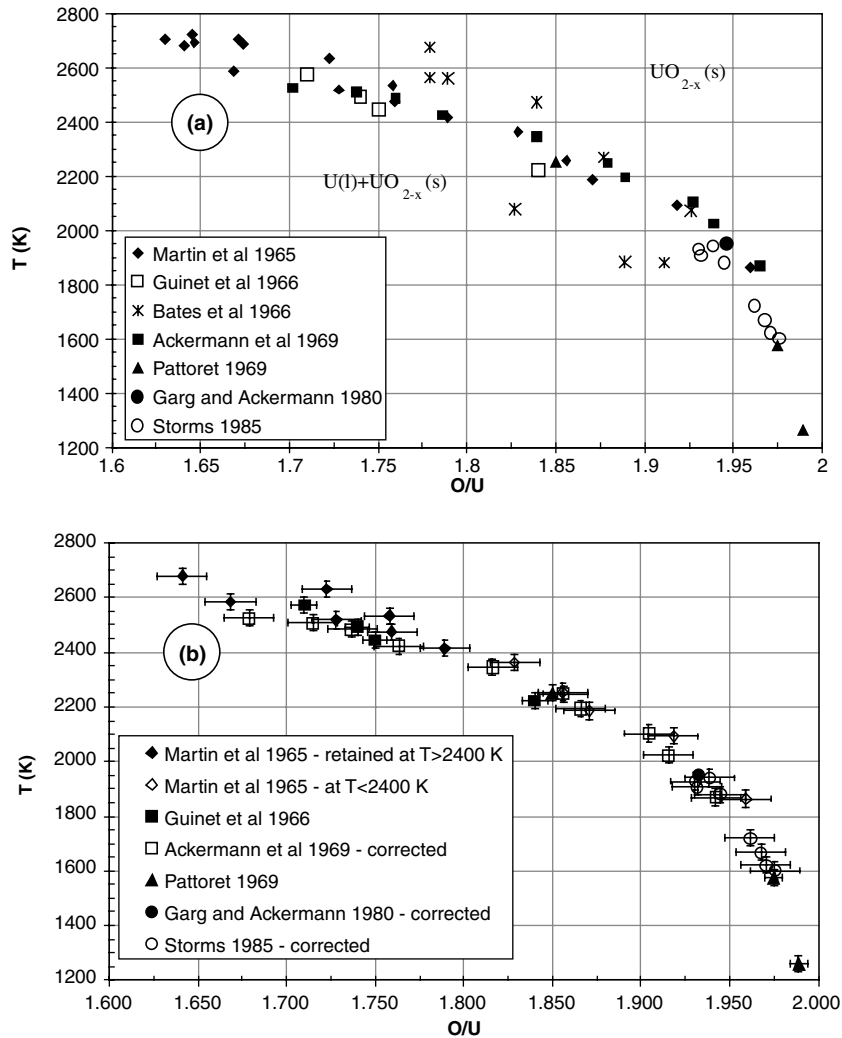 2800
2600
2400
2200
2000
1800
1600
1400
1200
T (K)
(a)
UO2-x(s)
U(l)+UO2-x(s)
Martin et al 1965
Guinet et al 1966
Bates et al 1966
Ackermann et al 1969
Pattoret 1969
Garg and Ackermann 1980
Storms 1985
1.6 1.65 1.7 1.75 1.8 1.85 1.9 1.95 2
O/U
2800
2600
2400
2200
2000
1800
1600
1400
1200
T (K)
(b)
Martin et al 1965 - retained at T>2400 K
Martin et al 1965 - at T<2400 K
Guinet et al 1966
Ackermann et al 1969 - corrected
Pattoret 1969
Garg and Ackermann 1980 - corrected
Storms 1985 - corrected
1.600 1.650 1.700 1.750 1.800 1.850 1.900 1.950 2.000
O/U